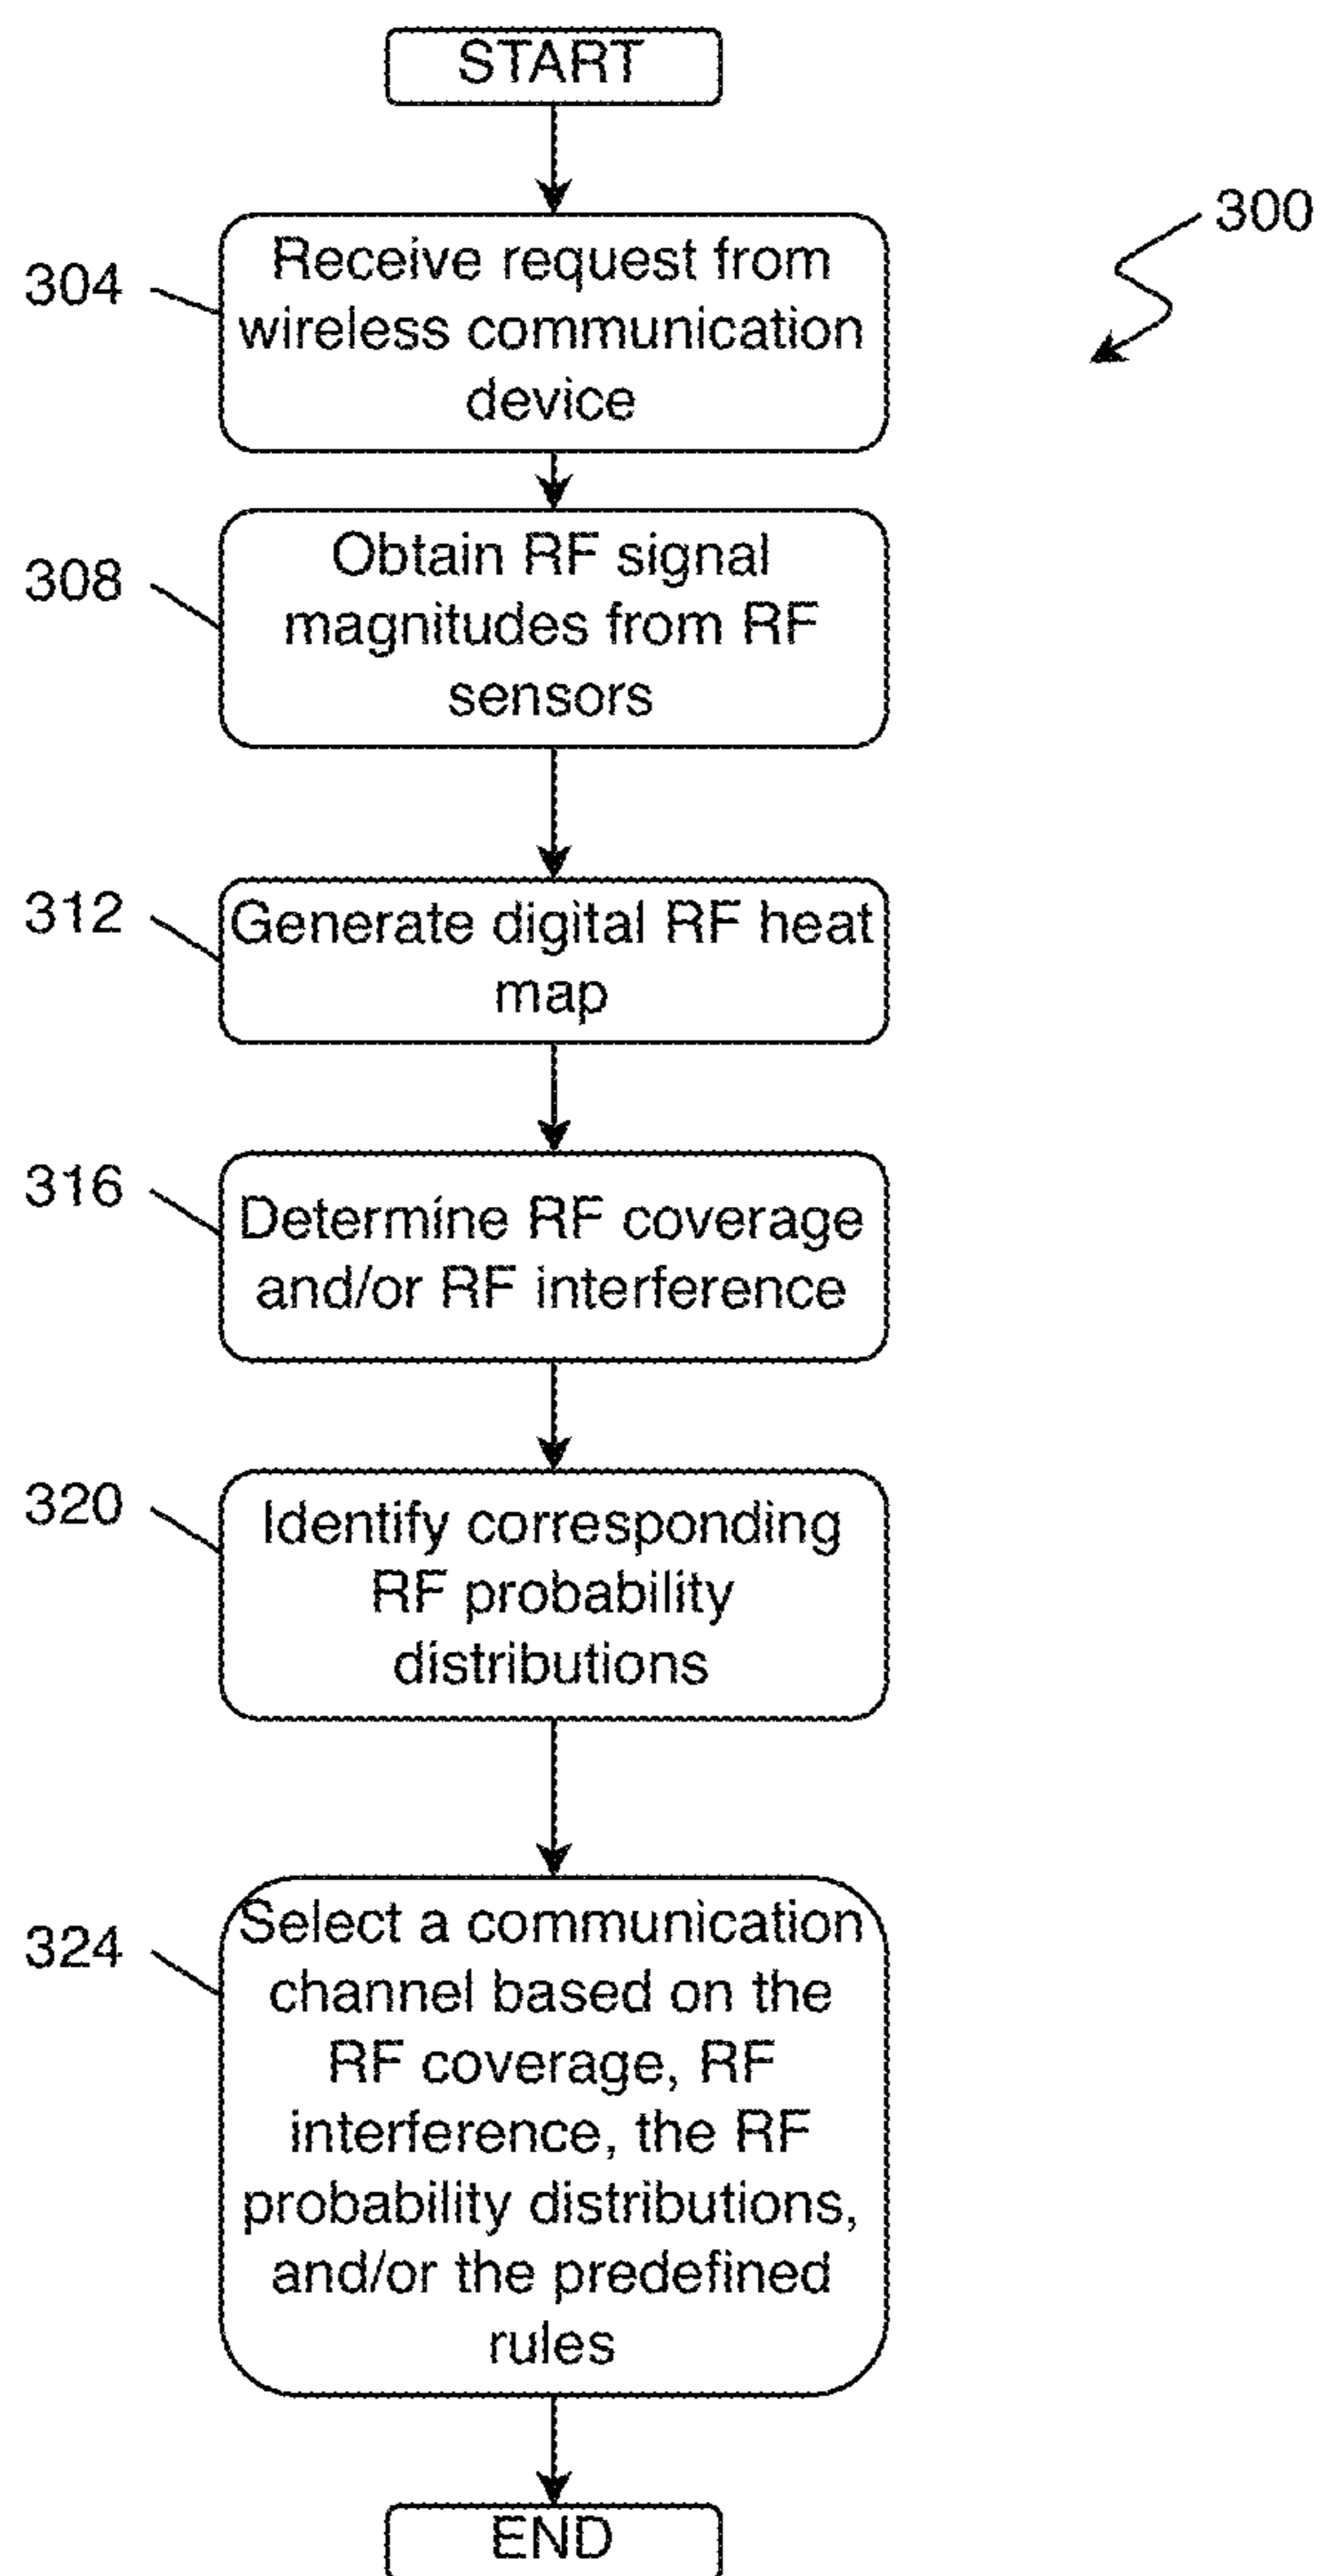 START
300
304
Receive request from
wireless communication
device
308
Obtain RF signal
magnitudes from RF
sensors
312
Generate digital RF heat
map
316
Determine RF coverage
and/or RF interference
320
Identify corresponding
RF probability
distributions
324
Select a communication
channel based on the
RF coverage, RF
interference, the RF
probability distributions,
and/or the predefined
rules
END